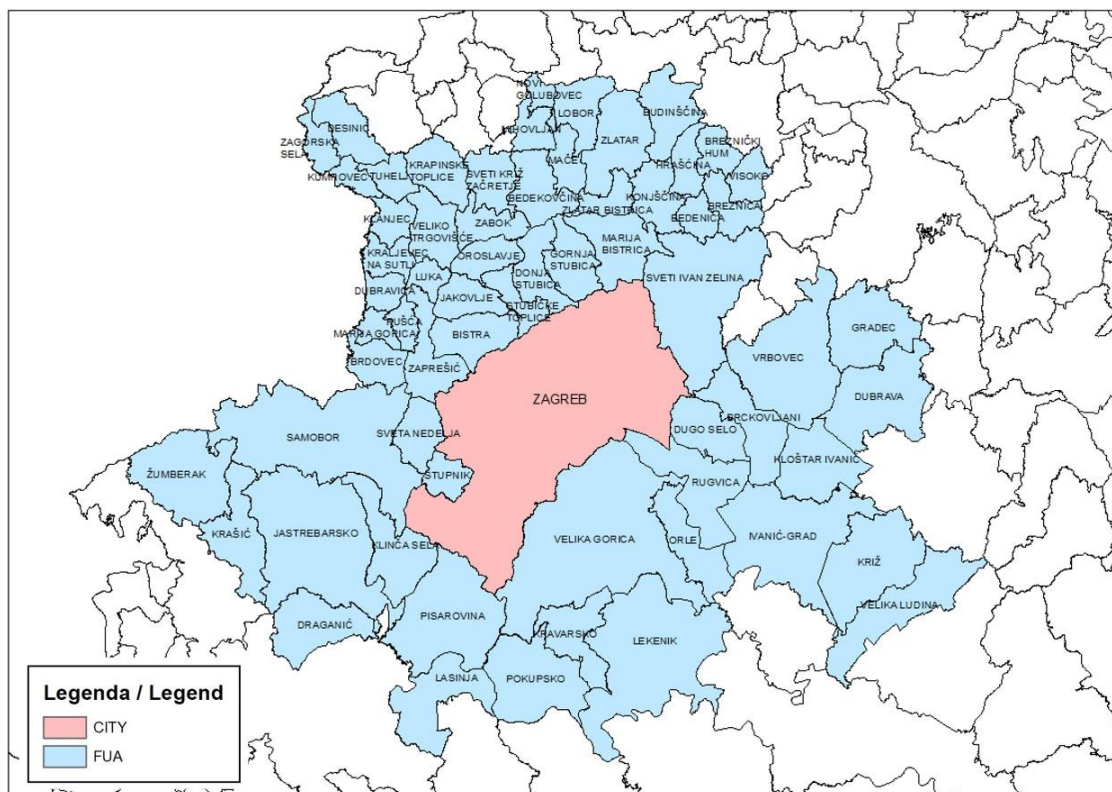 NOVI
GOLUBOVEC
LOBOR
BUDINŠČINA
DESINIĆ
MIHOVLJAN
ZLATAR
ZAGORSKA
SELA
BREZNIČKI
HUM
KRAPINSKE
TOPLICE
MAČE
HRAŠĆINA
KUMROVEC
TUHELJ
SVETI KRIŽ
ZAČRETJE
VISOKO
BEDEKOVČINA
KONJŠČINA
BREZNICA
ZLATAR BISTRICA
BEDENICA
KLANJEC
VELIKO
TRGOVIŠĆE
ZABOK
MARIJA
BISTRICA
KRALJEVEC
NA SUTLI
OROSLAVJE
GORNJA
STUBICA
LUKA
DONJA
STUBICA
SVETI IVAN ZELINA
DUBRAVICA
JAKOVLJE
STUBIČKE
TOPLICE
PUŠĆA
MARIJA GORICA
BISTRA
GRADEC
BRDOVEC
ZAPREŠIĆ
VRBOVEC
ZAGREB
DUBRAVA
BRCKOVLJANI
SAMOBOR
SVETA NEDELJA
DUGO SELO
KLOŠTAR IVANIĆ
ŽUMBERAK
STUPNIK
RUGVICA
KRAŠIĆ
JASTREBARSKO
KLINČA SELA
VELIKA GORICA
ORLE
IVANIĆ-GRAD
KRIŽ
VELIKA LUDINA
DRAGANIĆ
PISAROVINA
KRAVARSKO
LEKENIK
LASINJA
POKUPSKO
Legenda / Legend
CITY
FUA